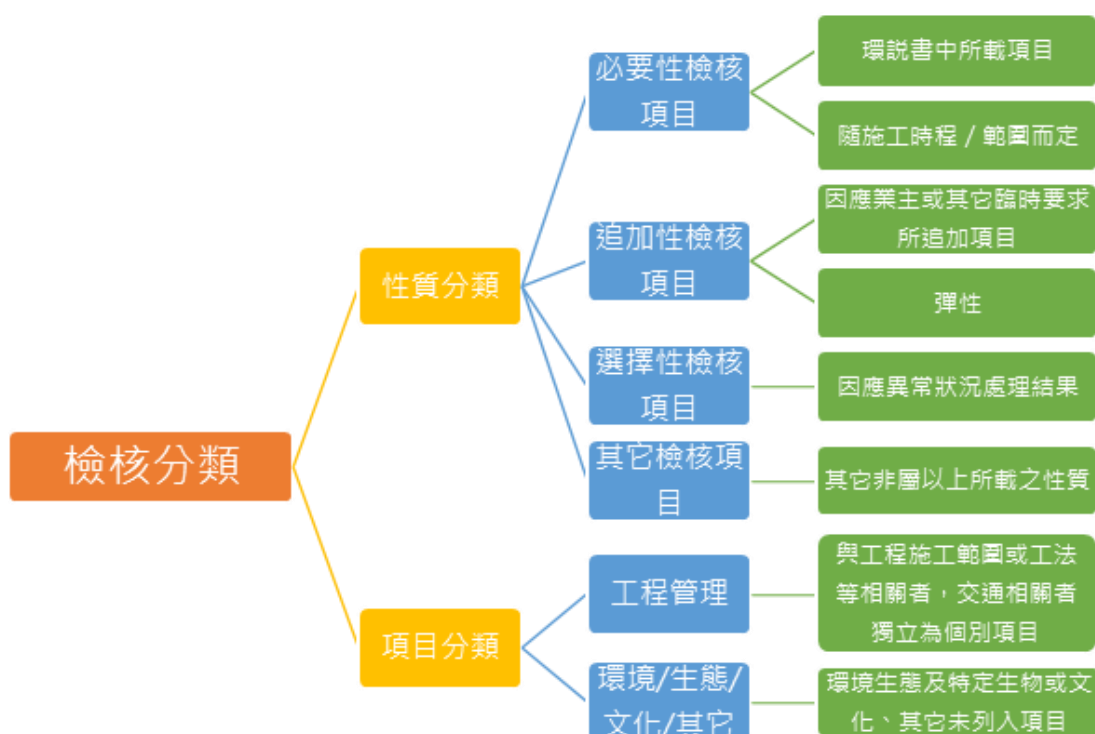 檢核分類
性質分類
必要性檢核
項目
環説書中所載項目
隨施工時程 / 範圍而定
追加性檢核
項目
因應業主或其它臨時要求
所追加項目
彈性
選擇性檢核
項目
因應異常狀況處理結果
其它檢核項
目
其它非屬以上所載之性質
項目分類
工程管理
與工程施工範圍或工法
等相關者，交通相關者
獨立為個別項目
環境/生態/
文化/其它
環境生態及特定生物或文
化、其它未列入項目